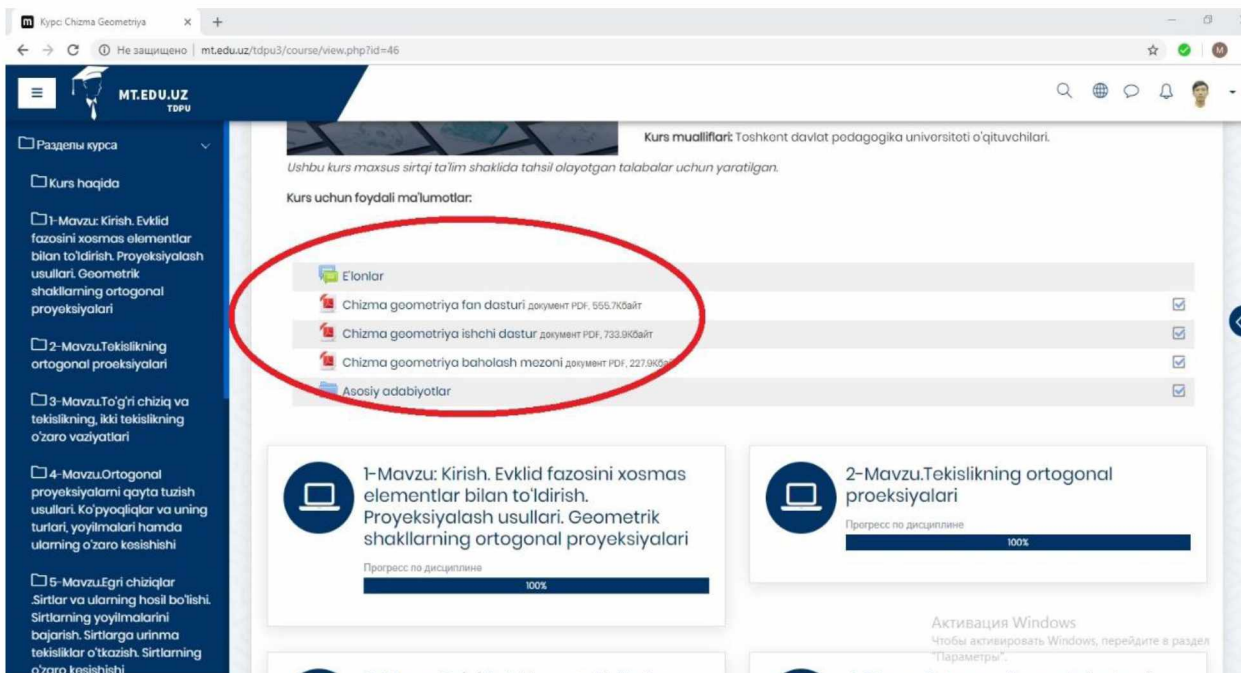 Курс: Chizma Geometriya
Не защищено | mt.edu.uz/tdpu3/course/view.php?id=46
M
MT.EDU.UZ
TDPU
Разделы курса
Kurs haqida
1-Mavzu: Kirish. Evklid
fazosini xosmas elementlar
bilan to'ldirish. Proyeksiyalash
usullari. Geometrik
shakllarning ortogonal
proyeksiyalari
2-Mavzu.Tekislikning
ortogonal proeksiyalari
3-Mavzu.To'g'ri chiziq va
tekislikning, ikki tekislikning
o'zaro vaziyatlari
4-Mavzu.Ortogonal
proyeksiyalarni qayta tuzish
usullari. Ko'pyoqliqlar va uning
turlari, yoyilmalari hamda
ularning o'zaro kesishishi
5-Mavzu.Egri chiziqlar
.Sirtlar va ularning hosil bo'lishi.
Sirtlarning yoyilmalarini
bajarish. Sirtlarga urinma
tekisliklar o'tkazish. Sirtlarning
o'zaro kesishishi
Kurs mualliflari: Toshkont davlat pedagogika universitoti o'qituvchilari.
Ushbu kurs maxsus sirtqi ta'lim shaklida tahsil olayotgan talabalar uchun yaratilgan.
Kurs uchun foydali ma'lumotlar:
E'lonlar
Chizma geometriya fan dasturi документ PDF, 555.7Кбайт
Chizma geometriya ishchi dastur документ PDF, 733.9Кбайт
Chizma geometriya baholash mezoni документ PDF, 227.9Кбайт
Asosiy adabiyotlar
1-Mavzu: Kirish. Evklid fazosini xosmas
elementlar bilan to'ldirish.
Proyeksiyalash usullari. Geometrik
shakllarning ortogonal proyeksiyalari
Прогресс по дисциплине
100%
2-Mavzu.Tekislikning ortogonal
proeksiyalari
Прогресс по дисциплине
100%
Активация Windows
Чтобы активировать Windows, перейдите в раздел
"Параметры".